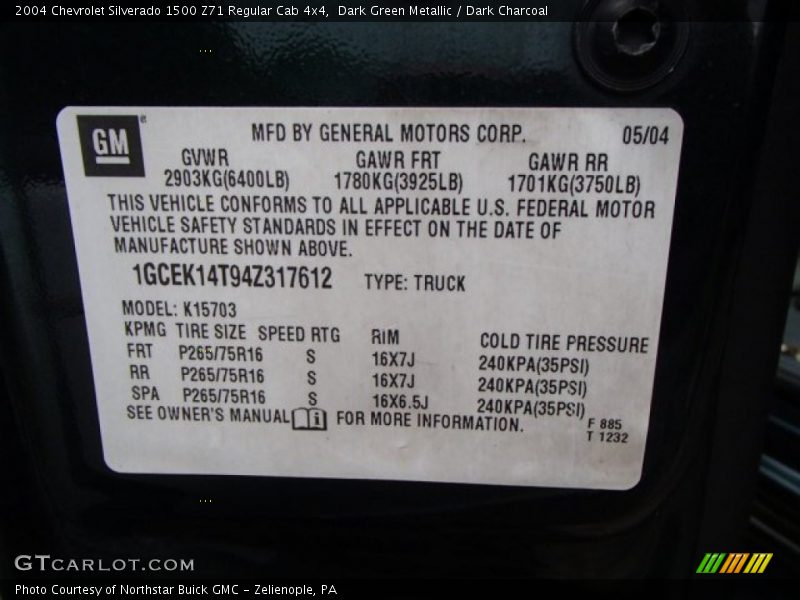 2004 Chevrolet Silverado 1500 Z71 Regular Cab 4x4, Dark Green Metallic / Dark Charcoal
GM®
MFD BY GENERAL MOTORS CORP. 05/04
GVWR GAWR FRT GAWR RR
2903KG(6400LB) 1780KG(3925LB) 1701KG(3750LB)
THIS VEHICLE CONFORMS TO ALL APPLICABLE U.S. FEDERAL MOTOR
VEHICLE SAFETY STANDARDS IN EFFECT ON THE DATE OF
MANUFACTURE SHOWN ABOVE.
1GCEK14T94Z317612 TYPE: TRUCK
MODEL: K15703
KPMG TIRE SIZE SPEED RTG RIM COLD TIRE PRESSURE
FRT P265/75R16 S 16X7J 240KPA(35PSI)
RR P265/75R16 S 16X7J 240KPA(35PSI)
SPA P265/75R16 S 16X6.5J 240KPA(35PSI)
SEE OWNER'S MANUAL i FOR MORE INFORMATION.
F 885
T 1232
GTCARLOT.COM
Photo Courtesy of Northstar Buick GMC - Zelienople, PA